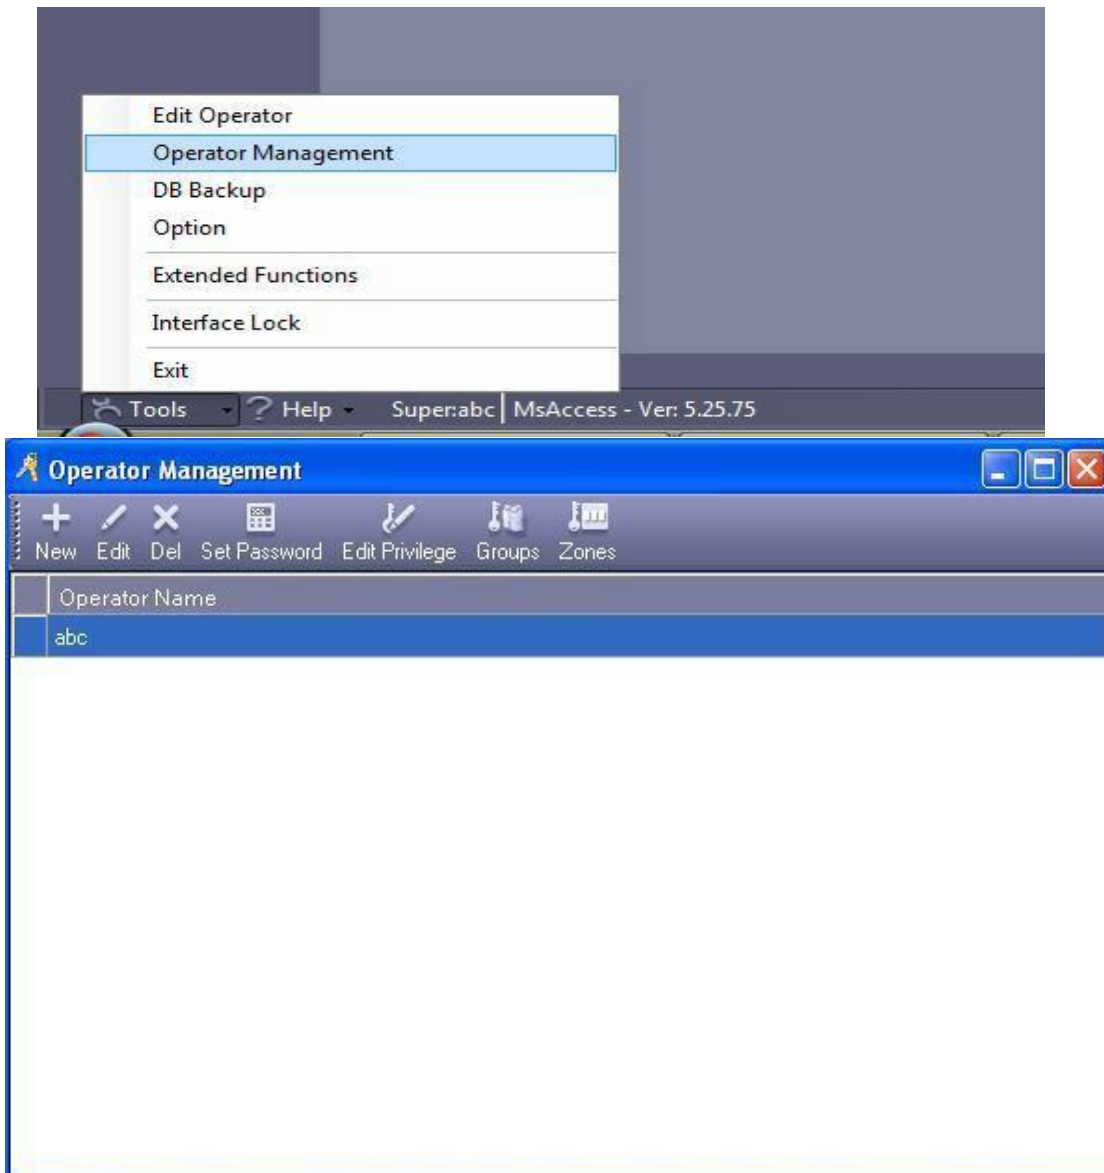 Edit Operator
Operator Management
DB Backup
Option
Extended Functions
Interface Lock
Exit
Tools Help Super:abc MsAccess - Ver: 5.25.75
Operator Management
New Edit Del Set Password Edit Privilege Groups Zones
Operator Name
abc